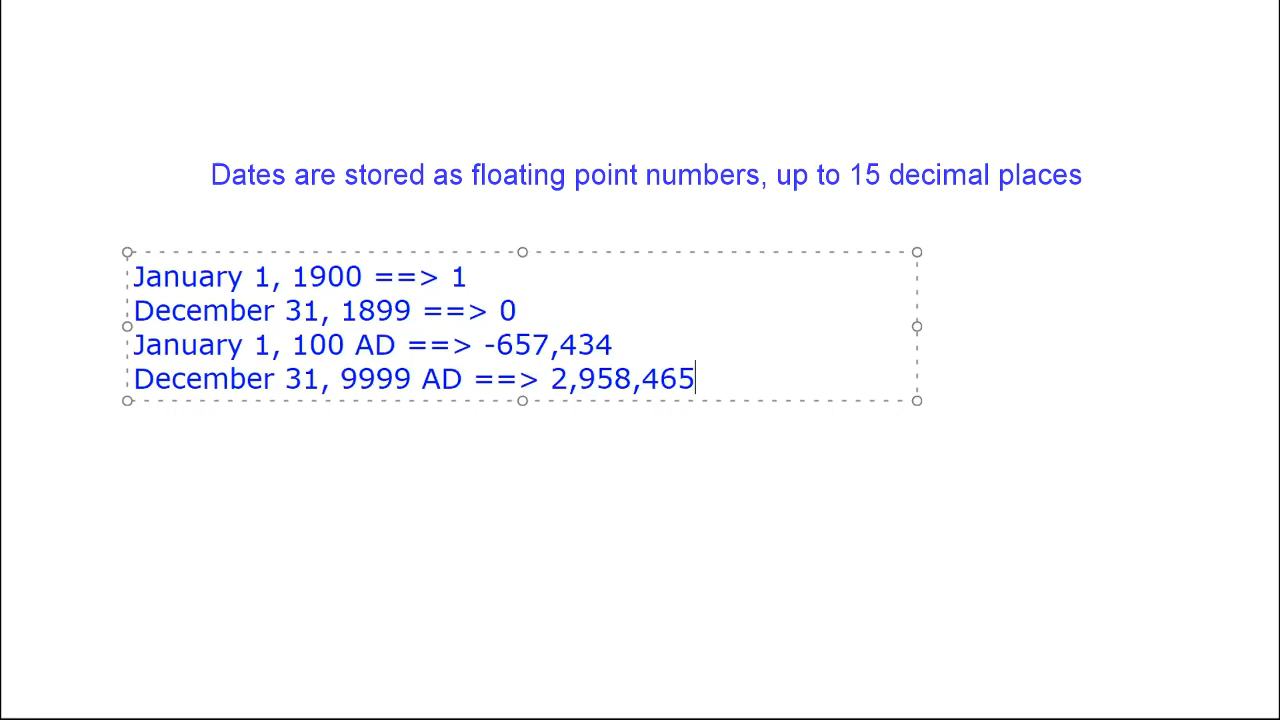 Dates are stored as floating point numbers, up to 15 decimal places
January 1, 1900 ==> 1
December 31, 1899 ==> 0
January 1, 100 AD ==> -657,434
December 31, 9999 AD ==> 2,958,465